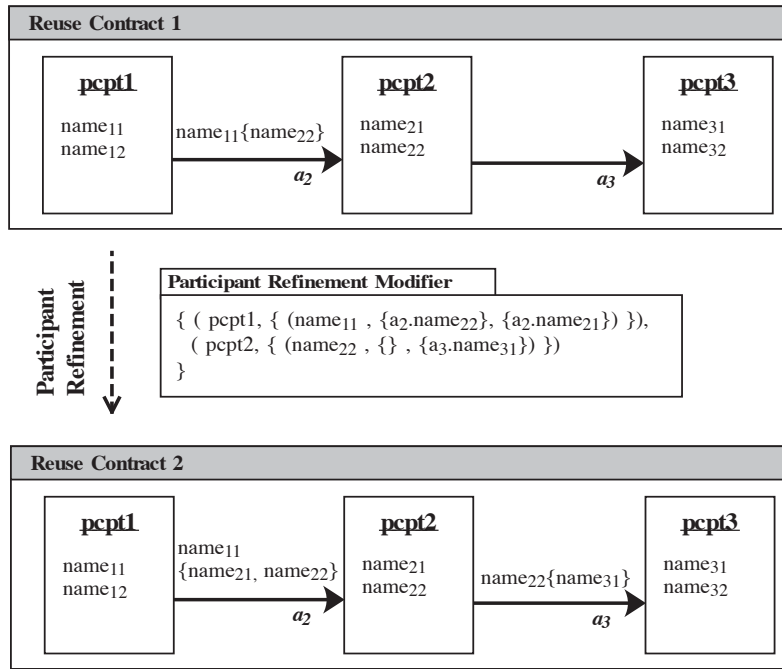 Reuse Contract 1
pcpt1
pcpt2
pcpt3
name11
name12
name11{name22}
a2
name21
name22
a3
name31
name32
Participant
Refinement
Participant Refinement Modifier
{ ( pcpt1, { (name11 , {a2.name22}, {a2.name21}) }),
( pcpt2, { (name22 , {} , {a3.name31}) })
}
Reuse Contract 2
pcpt1
pcpt2
pcpt3
name11
name12
name11
{name21, name22}
a2
name21
name22
name22{name31}
a3
name31
name32